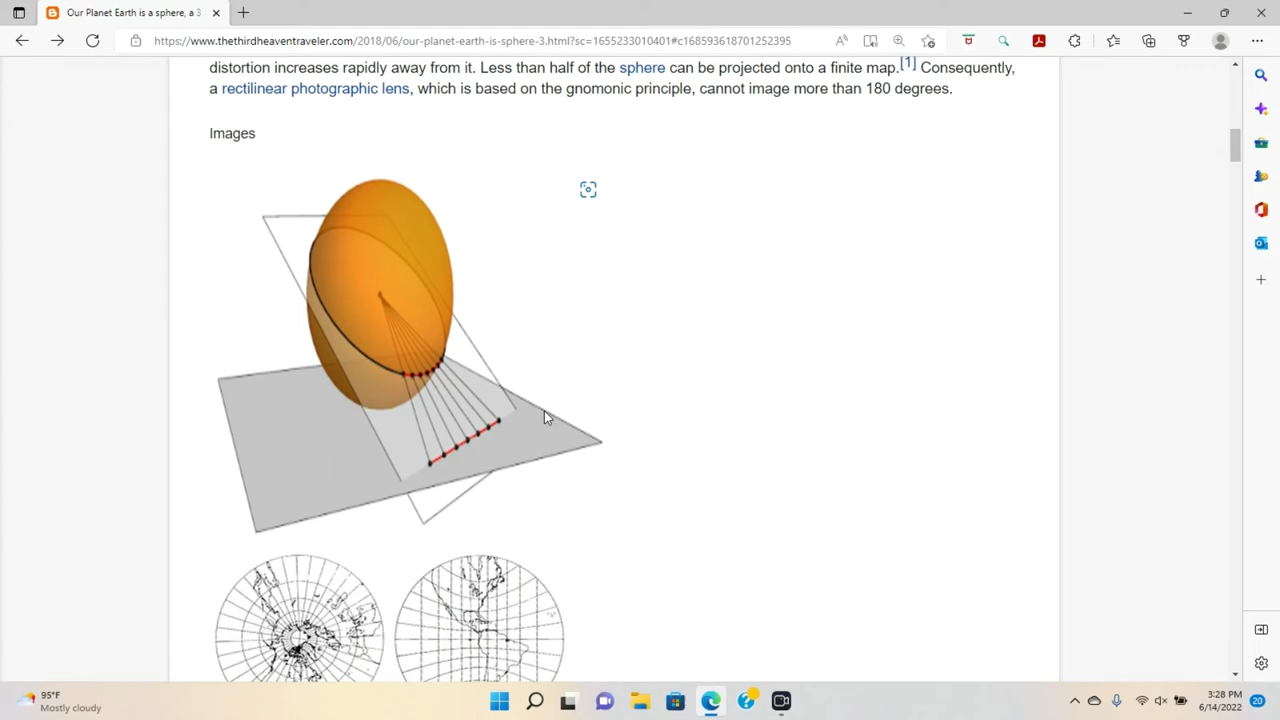 Our Planet Earth is a sphere, a 3
https://www.thethirdheaventraveler.com/2018/06/our-planet-earth-is-sphere-3.html?sc=1655233010401#c168593618701252395
distortion increases rapidly away from it. Less than half of the sphere can be projected onto a finite map.[1] Consequently,
a rectilinear photographic lens, which is based on the gnomonic principle, cannot image more than 180 degrees.
Images
95°F
Mostly cloudy
3:28 PM
6/14/2022
20